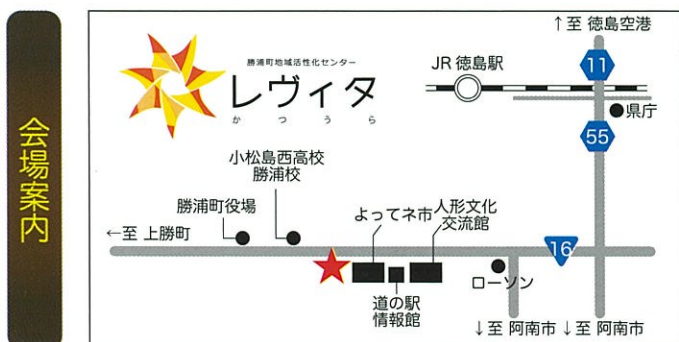 会場案内
勝浦町地域活性化センター
レヴィタ
かつうら
↑至 徳島空港
11
JR 徳島駅
県庁
55
小松島西高校
勝浦校
勝浦町役場
よってネ市
人形文化
交流館
←至 上勝町
16
ローソン
道の駅
情報館
↓至 阿南市
↓至 阿南市